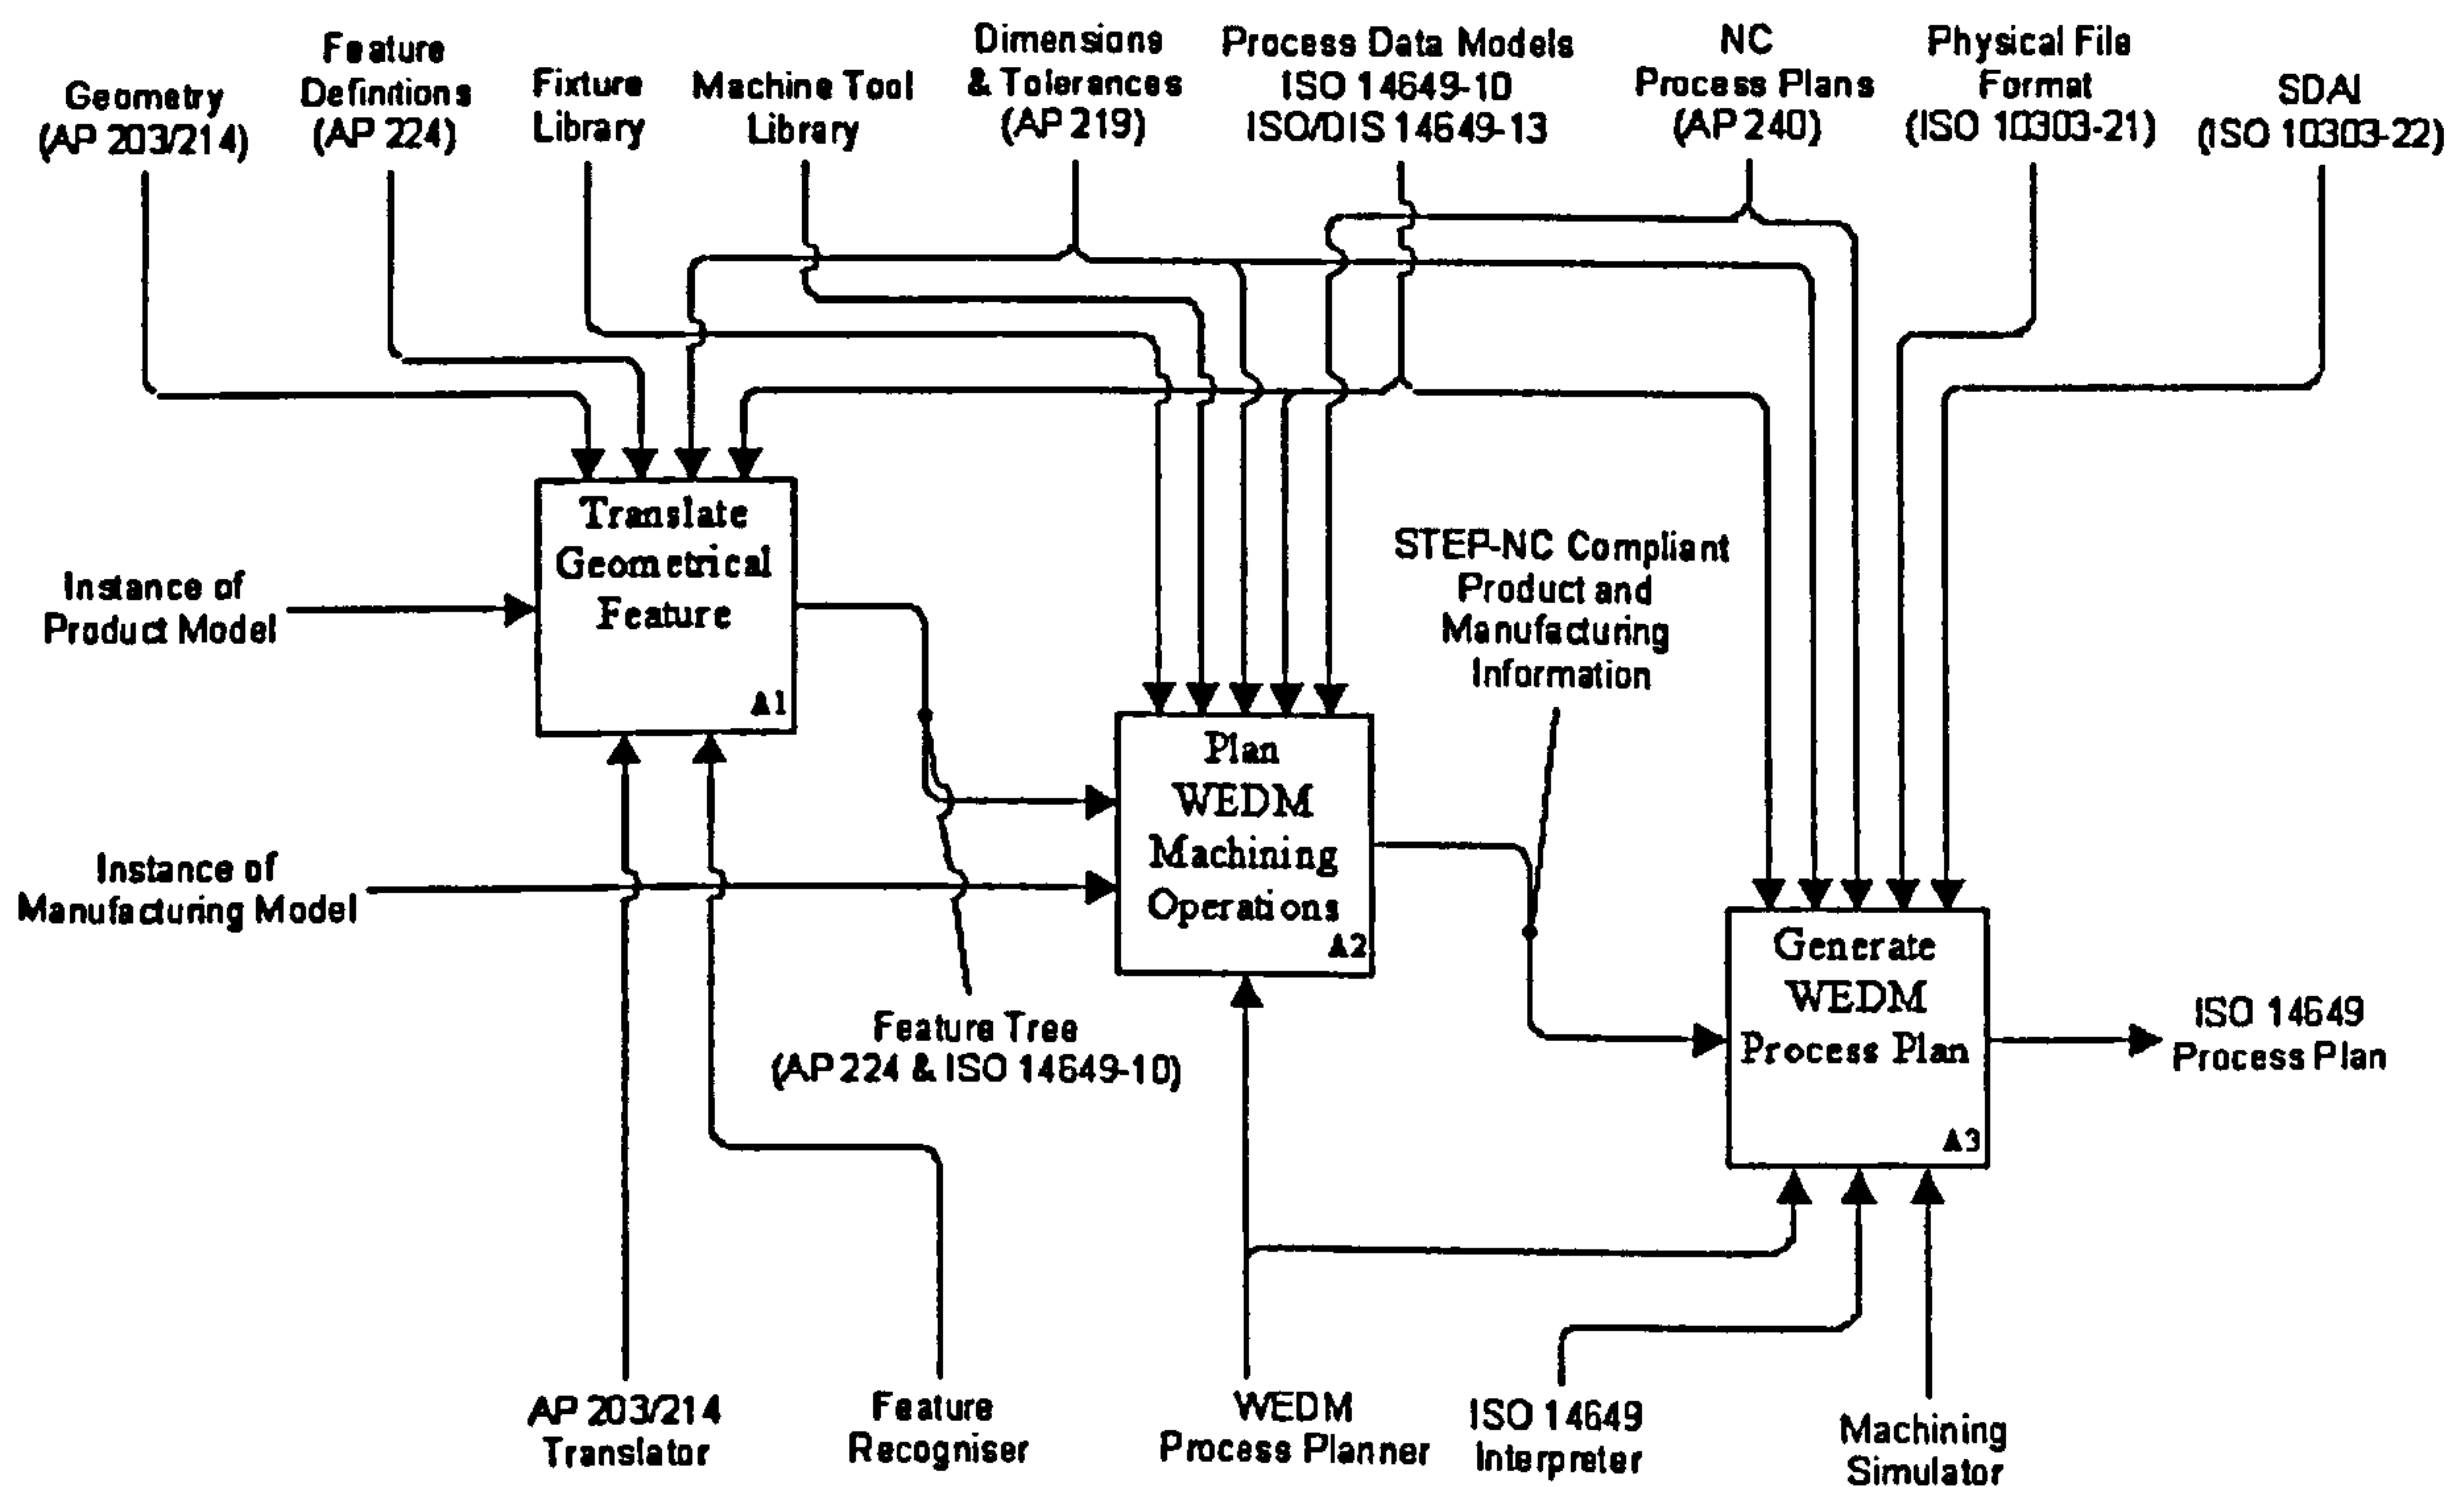 Geometry
(AP 203/214)
Feature
Definitions
(AP 224)
Fixture
Library
Machine Tool
Library
Dimensions
& Tolerances
(AP 219)
Process Data Models
ISO 14649-10
ISO/DIS 14649-13
NC
Process Plans
(AP 240)
Physical File
Format
(ISO 10303-21)
SDAI
(ISO 10303-22)
Translate
Geometrical
Feature
A1
Instance of
Product Model
STEP-NC Compliant
Product and
Manufacturing
Information
Plan
WEDM
Machining
Operations
A2
Instance of
Manufacturing Model
Generate
WEDM
Process Plan
A3
Feature Tree
(AP 224 & ISO 14649-10)
ISO 14649
Process Plan
AP 203/214
Translator
Feature
Recogniser
WEDM
Process Planner
ISO 14649
Interpreter
Machining
Simulator